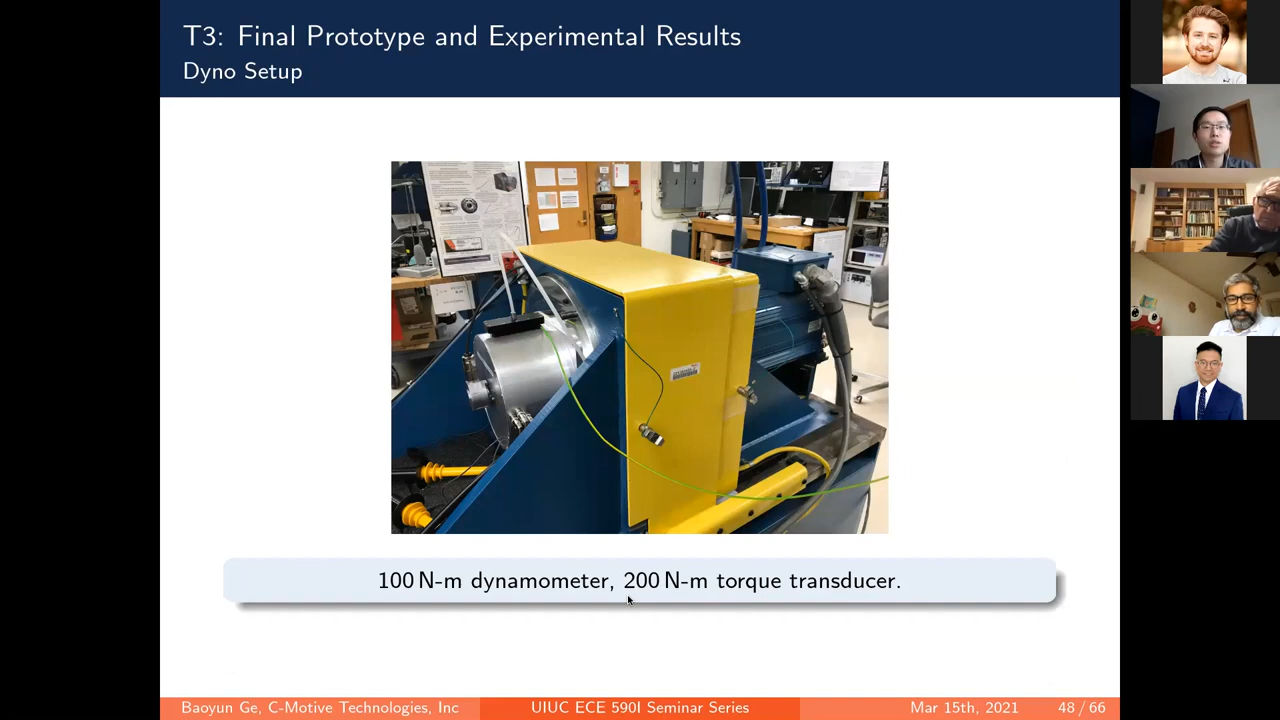 T3: Final Prototype and Experimental Results
Dyno Setup
100 N-m dynamometer, 200 N-m torque transducer.
Baoyun Ge, C-Motive Technologies, Inc
UIUC ECE 590I Seminar Series
Mar 15th, 2021
48 / 66